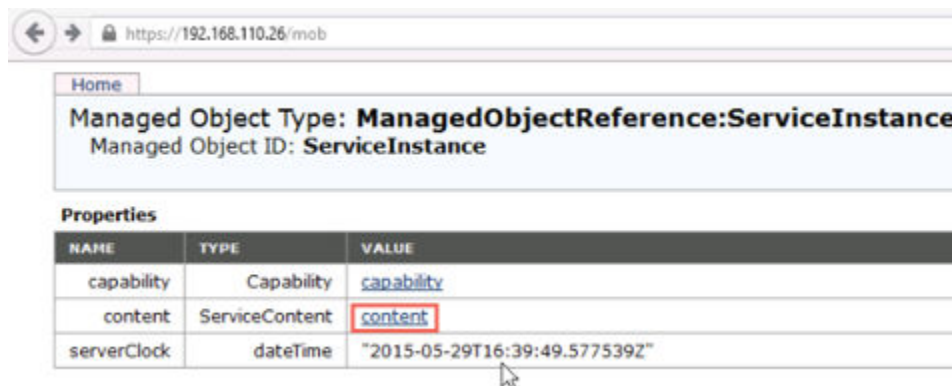 https://192.168.110.26/mob
Home
Managed Object Type: ManagedObjectReference:ServiceInstance
Managed Object ID: ServiceInstance
Properties
NAME TYPE VALUE
capability Capability capability
content ServiceContent content
serverClock dateTime "2015-05-29T16:39:49.577539Z"